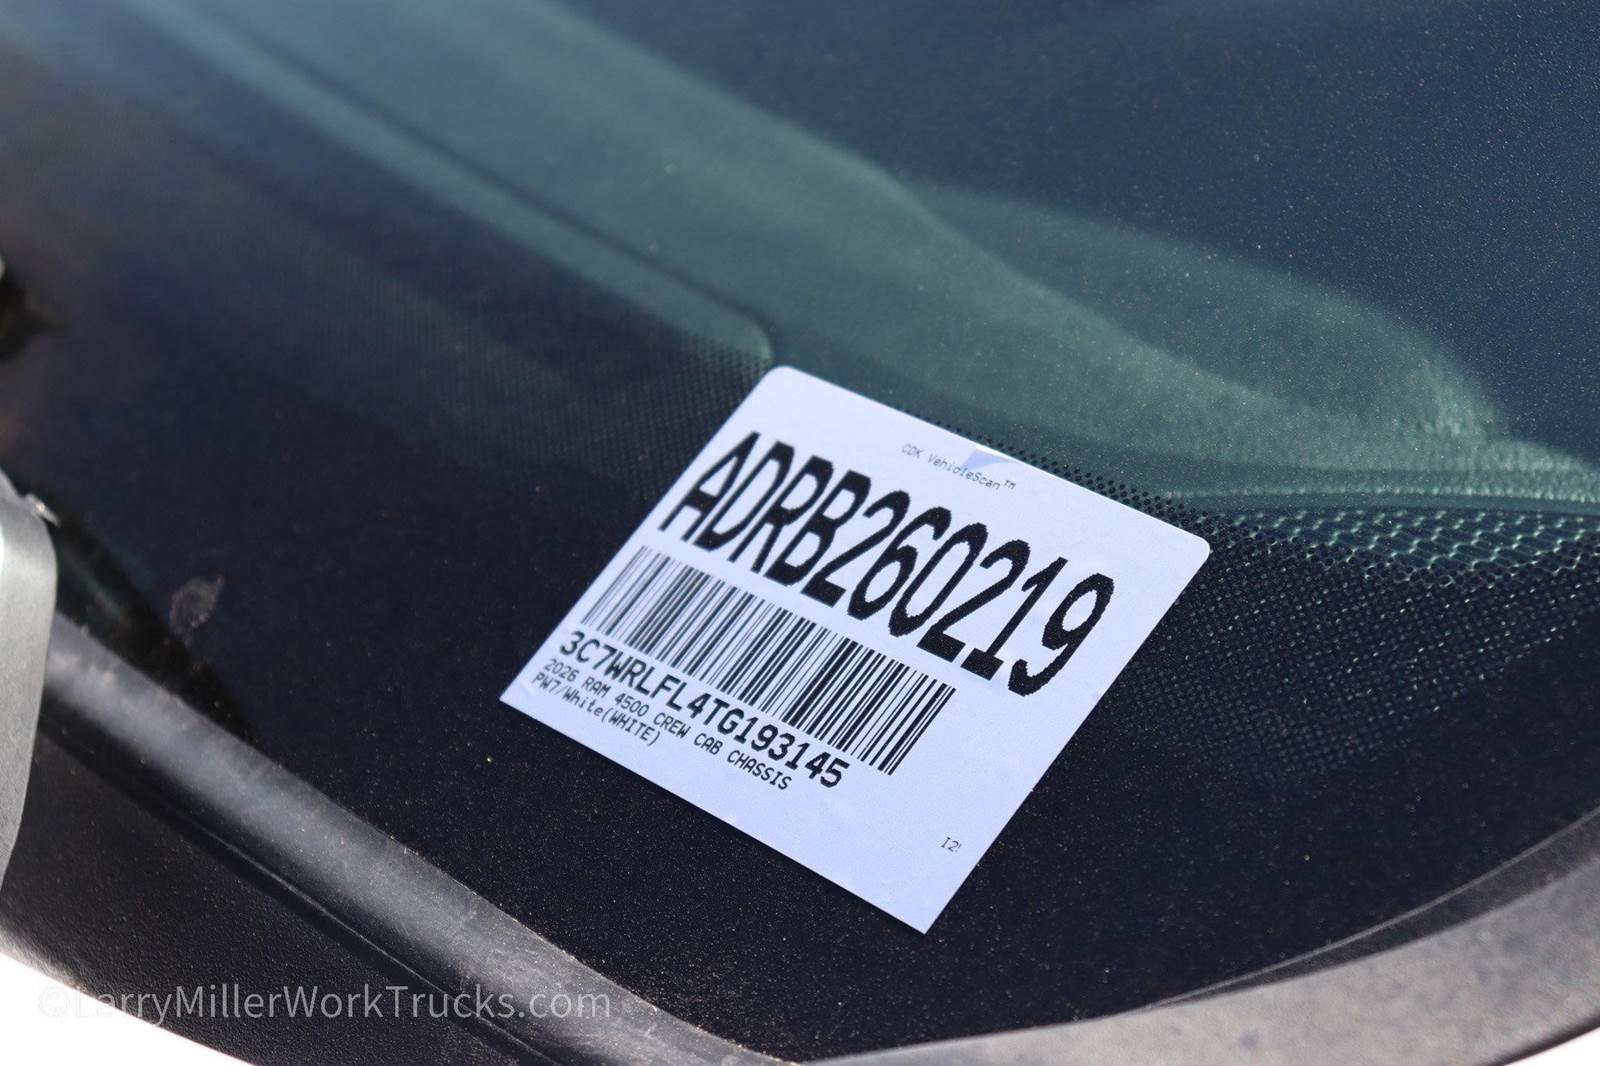 CDK VehicleScan™
ADRB260219
3C7WRLFL4TG193145
2026 RAM 4500 CREW CAB CHASSIS
PW7/White(WHITE)
©LarryMillerWorkTrucks.com